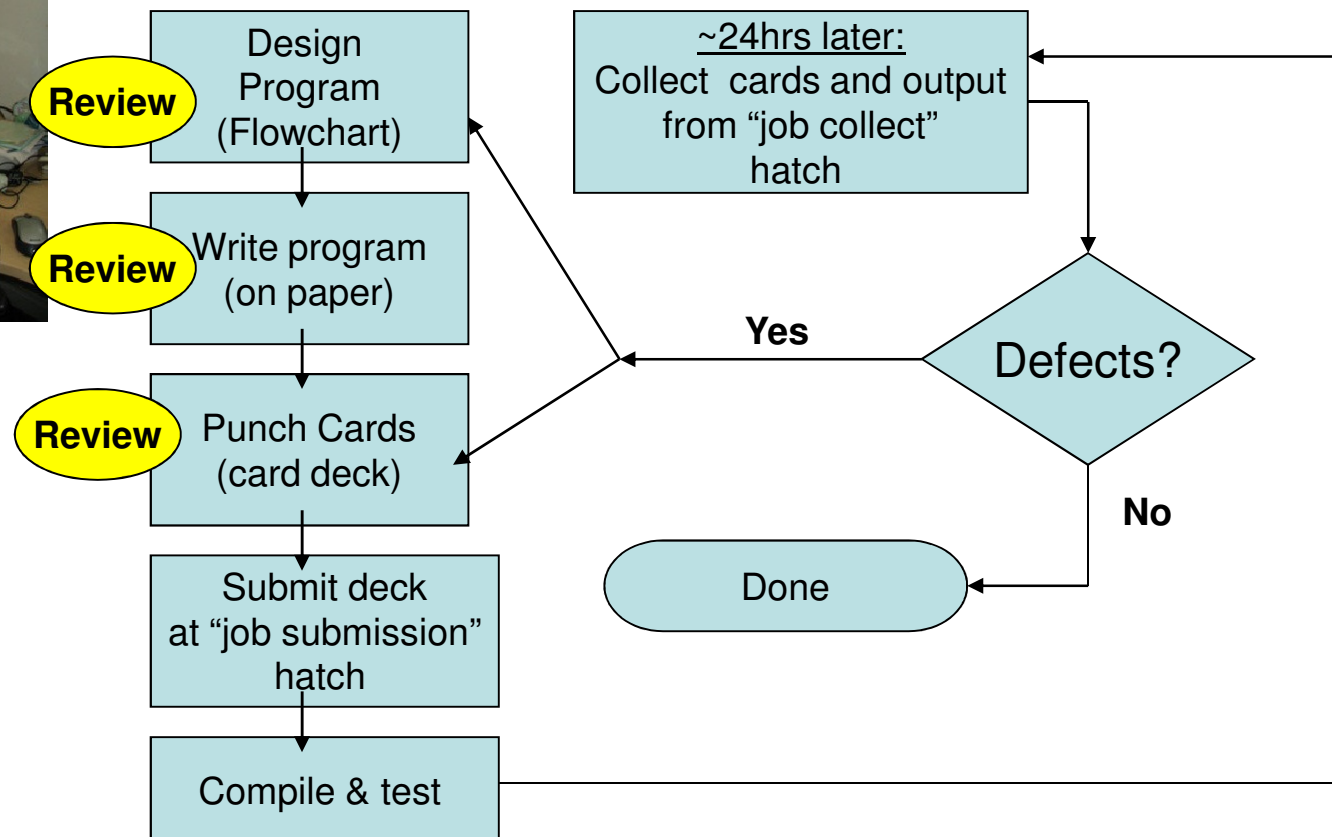 Review
Design
Program
(Flowchart)
Review
Write program
(on paper)
Review
Punch Cards
(card deck)
Submit deck
at “job submission”
hatch
Compile & test
~24hrs later:
Collect cards and output
from “job collect”
hatch
Defects?
Yes
No
Done